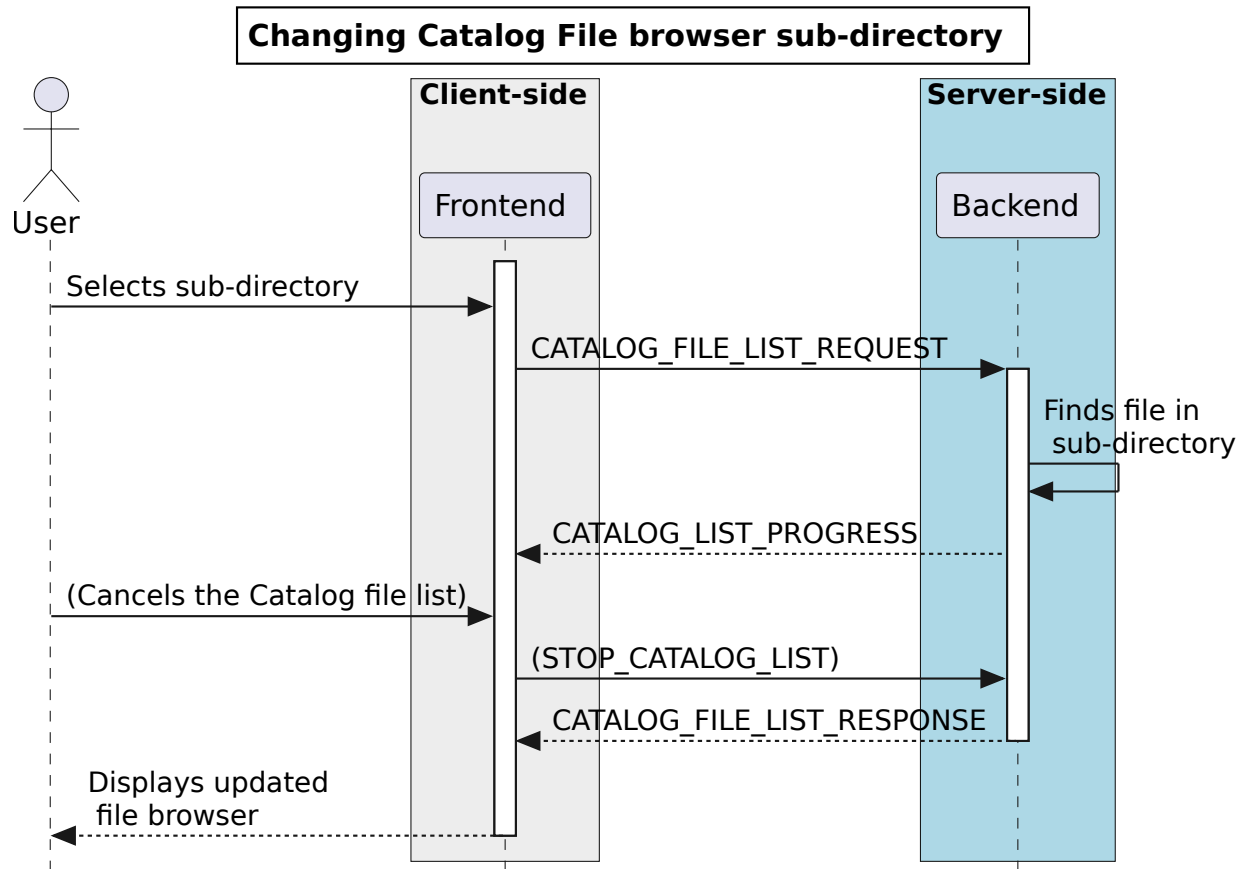 Changing Catalog File browser sub-directory
Client-side
Server-side
User
Frontend
Backend
Selects sub-directory
CATALOG_FILE_LIST_REQUEST
Finds file in
sub-directory
CATALOG_LIST_PROGRESS
(Cancels the Catalog file list)
(STOP_CATALOG_LIST)
CATALOG_FILE_LIST_RESPONSE
Displays updated
file browser